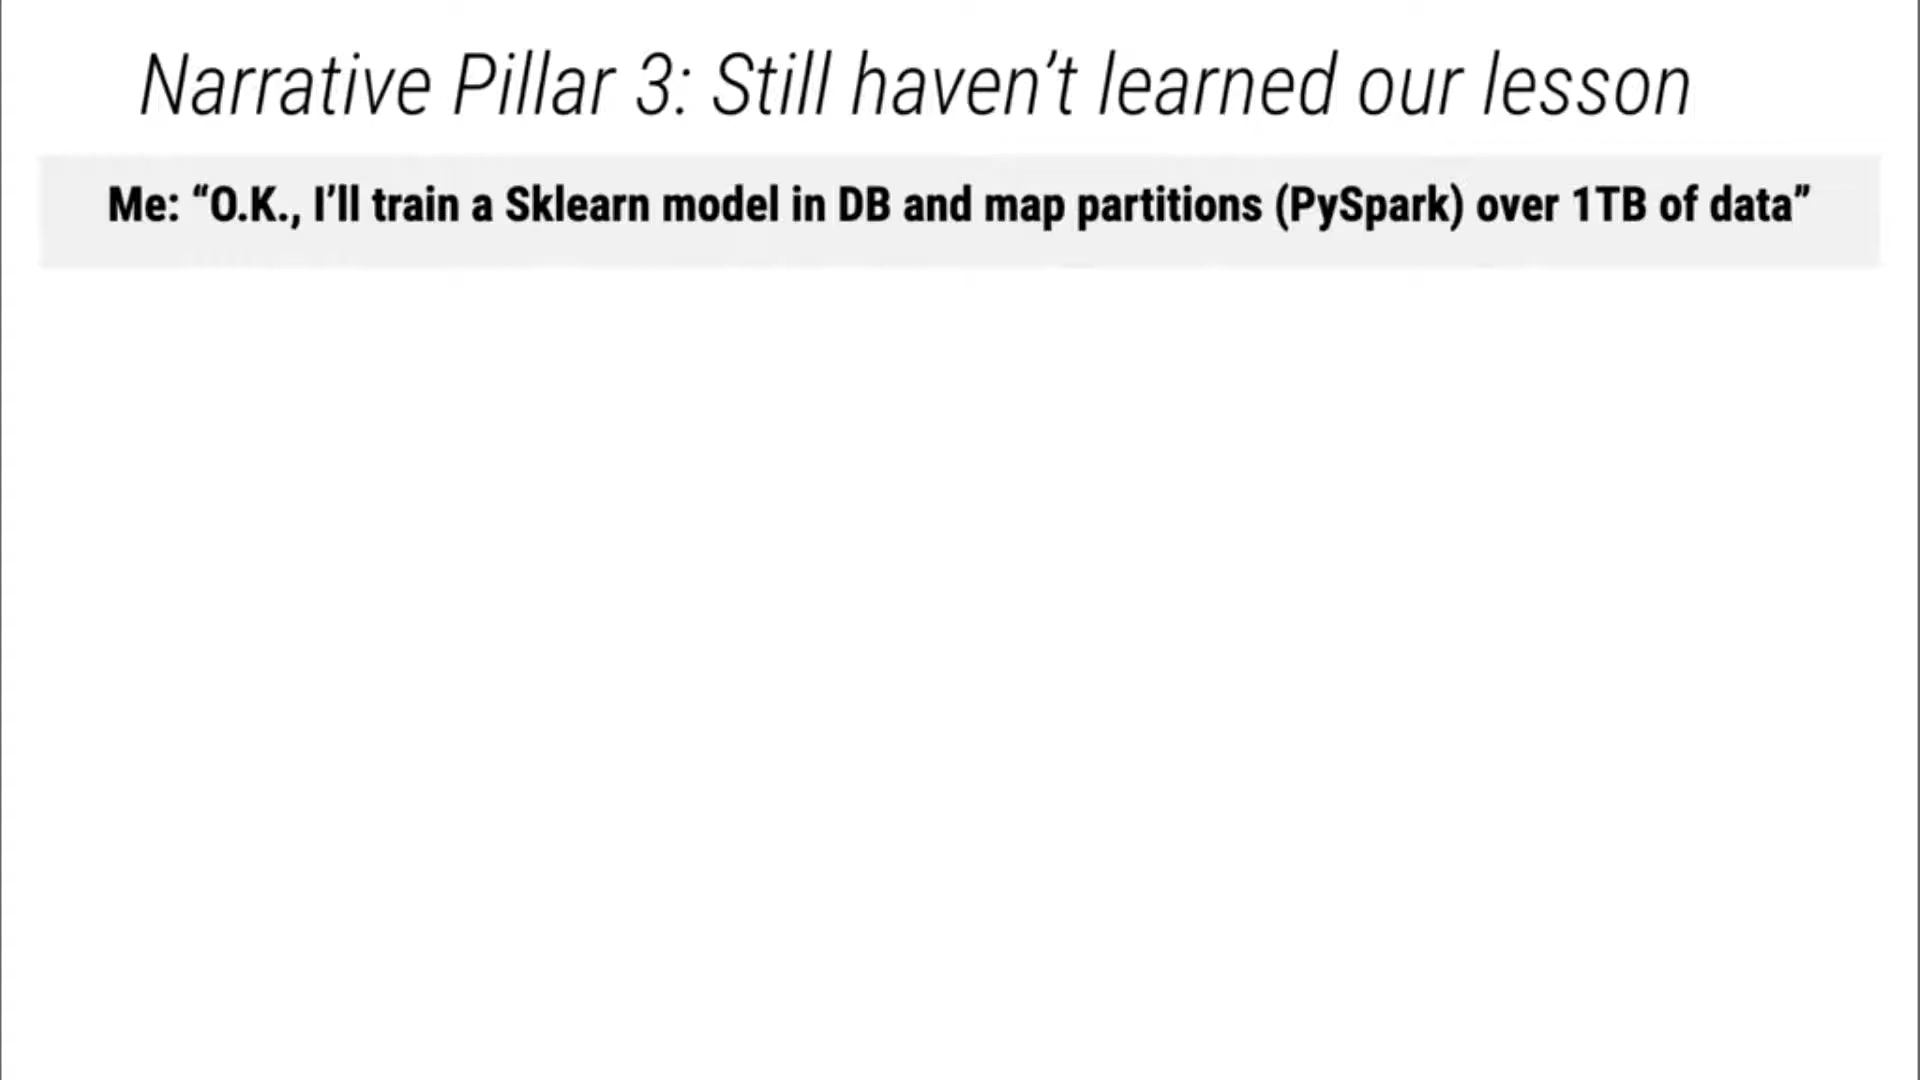 Narrative Pillar 3: Still haven’t learned our lesson
Me: “O.K., I’ll train a Sklearn model in DB and map partitions (PySpark) over 1TB of data”